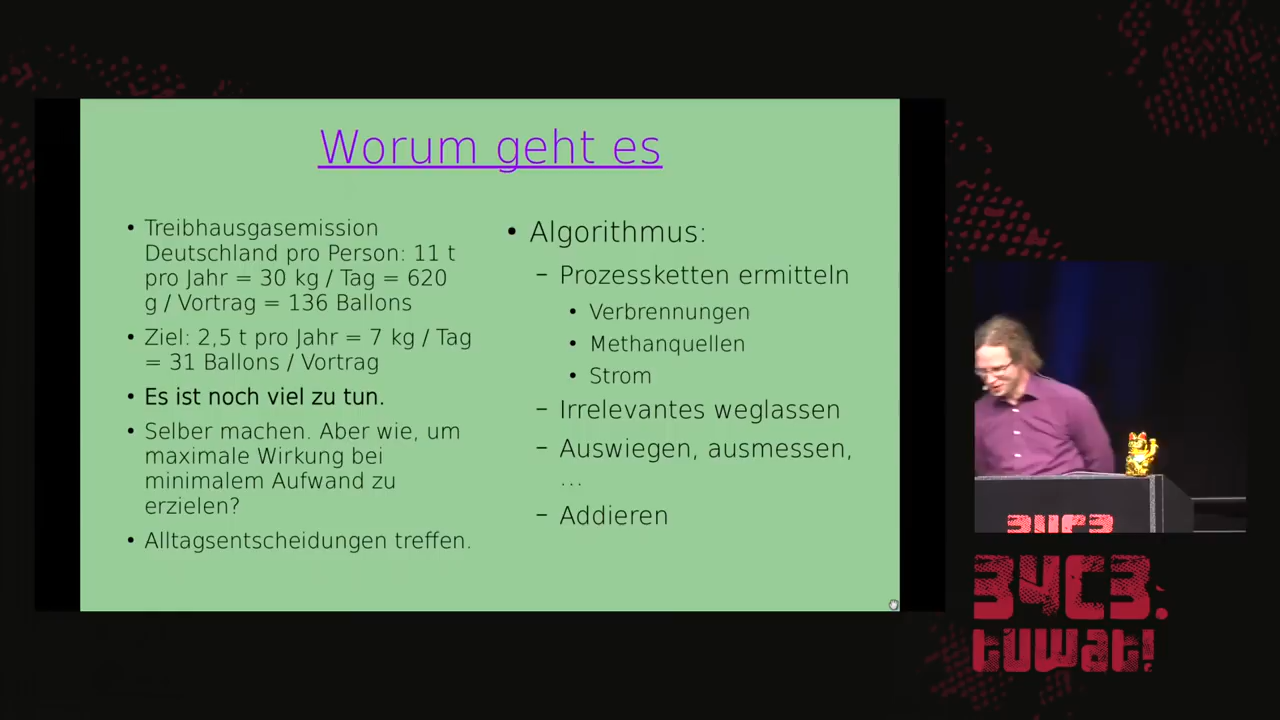 Worum geht es
• Treibhausgasemission
Deutschland pro Person: 11 t
pro Jahr = 30 kg / Tag = 620
g / Vortrag = 136 Ballons
• Ziel: 2,5 t pro Jahr = 7 kg / Tag
= 31 Ballons / Vortrag
• Es ist noch viel zu tun.
• Selber machen. Aber wie, um
maximale Wirkung bei
minimalem Aufwand zu
erzielen?
• Alltagsentscheidungen treffen.
• Algorithmus:
– Prozessketten ermitteln
• Verbrennungen
• Methanquellen
• Strom
– Irrelevantes weglassen
– Auswiegen, ausmessen,
…
– Addieren
34C3
34C3.
tuwat!